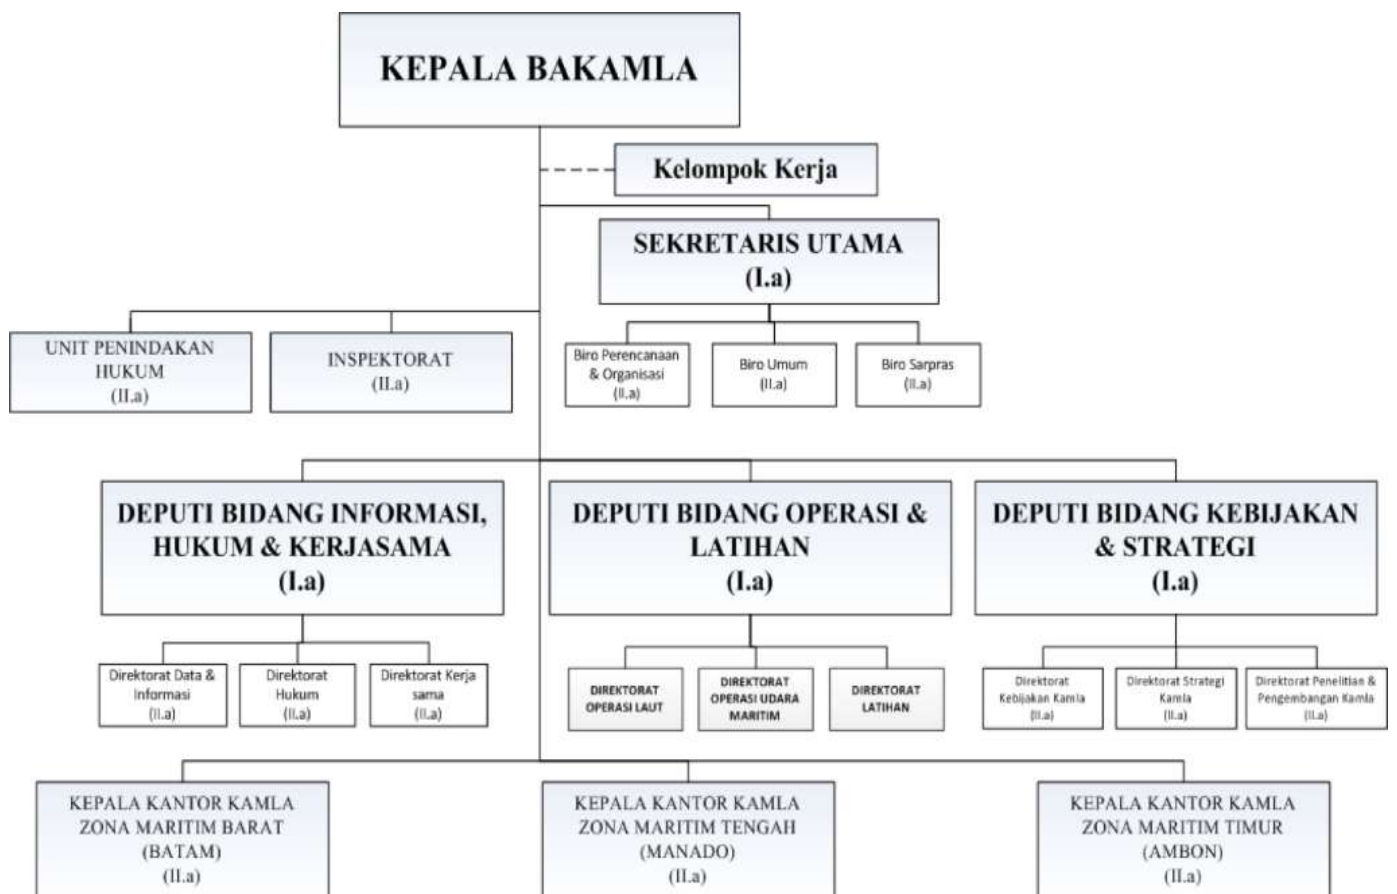 KEPALA BAKAMLA
Kelompok Kerja
SEKRETARIS UTAMA
(I.a)
UNIT PENINDAKAN
HUKUM
(II.a)
INSPEKTORAT
(II.a)
Biro Perencanaan
& Organisasi
(II.a)
Biro Umum
(II.a)
Biro Sarpras
(II.a)
DEPUTI BIDANG INFORMASI,
HUKUM & KERJASAMA
(I.a)
DEPUTI BIDANG OPERASI &
LATIHAN
(I.a)
DEPUTI BIDANG KEBIJAKAN
& STRATEGI
(I.a)
Direktorat Data &
Informasi
(II.a)
Direktorat
Hukum
(II.a)
Direktorat Kerja
sama
(II.a)
DIREKTORAT
OPERASI LAUT
DIREKTORAT
OPERASI UDARA
MARITIM
DIREKTORAT
LATIHAN
Direktorat
Kebijakan Kamla
(II.a)
Direktorat Strategi
Kamla
(II.a)
Direktorat Penelitian &
Pengembangan Kamla
(II.a)
KEPALA KANTOR KAMLA
ZONA MARITIM BARAT
(BATAM)
(II.a)
KEPALA KANTOR KAMLA
ZONA MARITIM TENGAH
(MANADO)
(II.a)
KEPALA KANTOR KAMLA
ZONA MARITIM TIMUR
(AMBON)
(II.a)